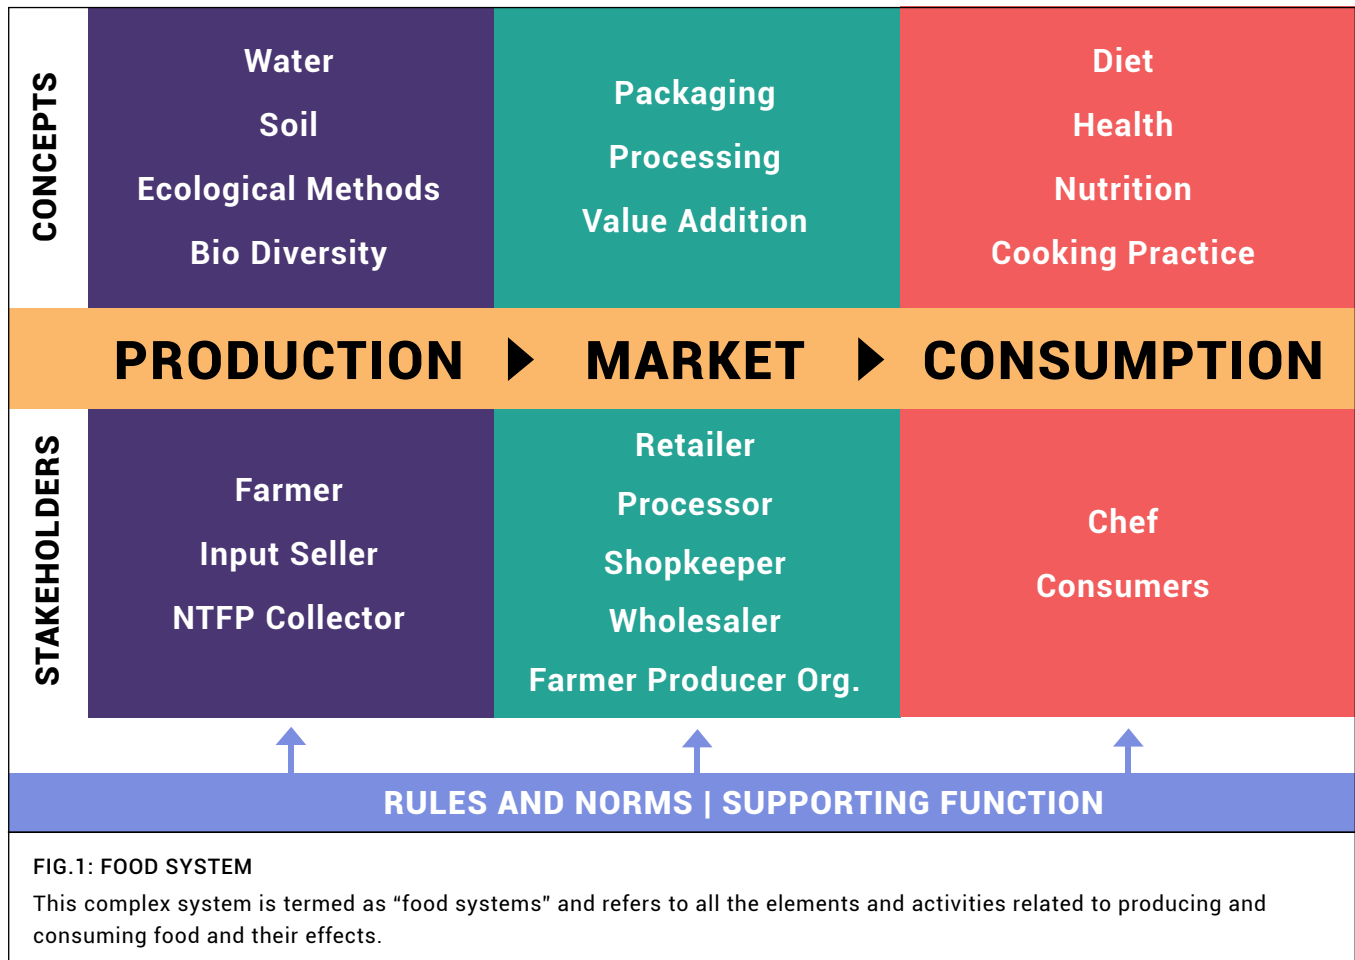 CONCEPTS
Water
Soil
Ecological Methods
Bio Diversity
Packaging
Processing
Value Addition
Diet
Health
Nutrition
Cooking Practice
PRODUCTION
MARKET
CONSUMPTION
STAKEHOLDERS
Farmer
Input Seller
NTFP Collector
Retailer
Processor
Shopkeeper
Wholesaler
Farmer Producer Org.
Chef
Consumers
RULES AND NORMS | SUPPORTING FUNCTION
FIG.1: FOOD SYSTEM
This complex system is termed as “food systems” and refers to all the elements and activities related to producing and
consuming food and their effects.